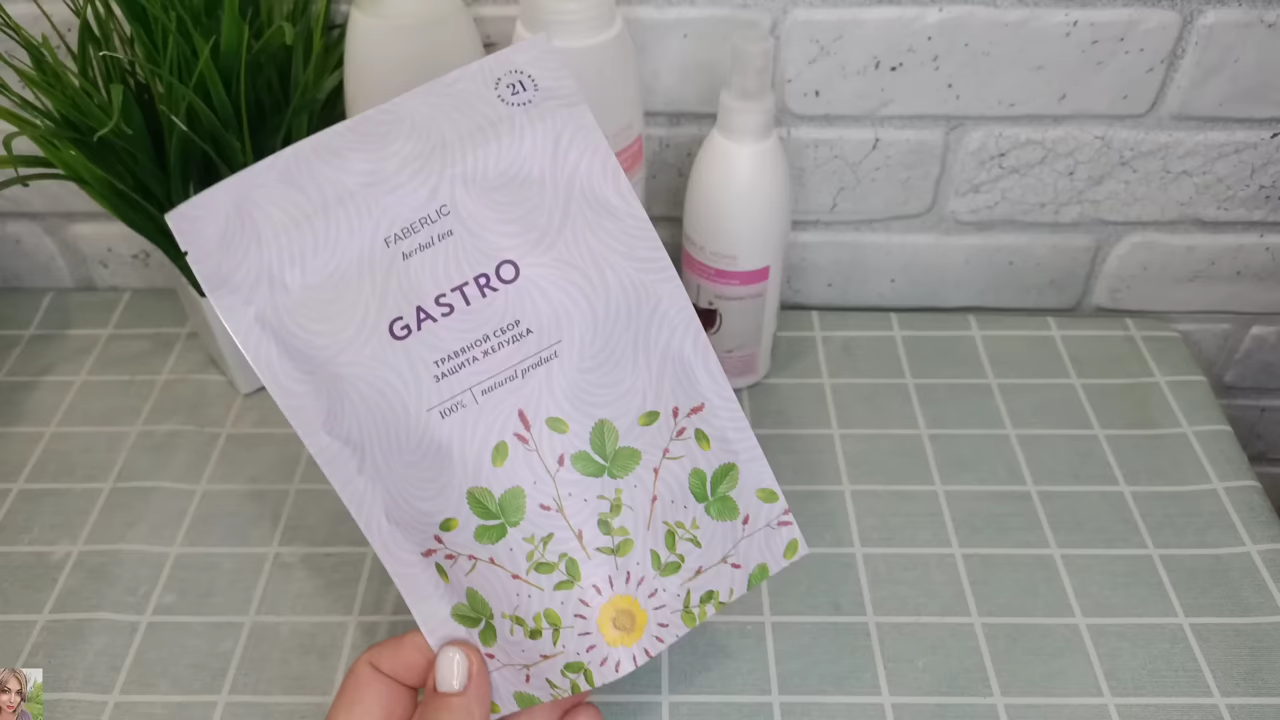 21
FABERLIC
herbal tea
GASTRO
ТРАВЯНОЙ СБОР
ЗАЩИТА ЖЕЛУДКА
100% | natural product